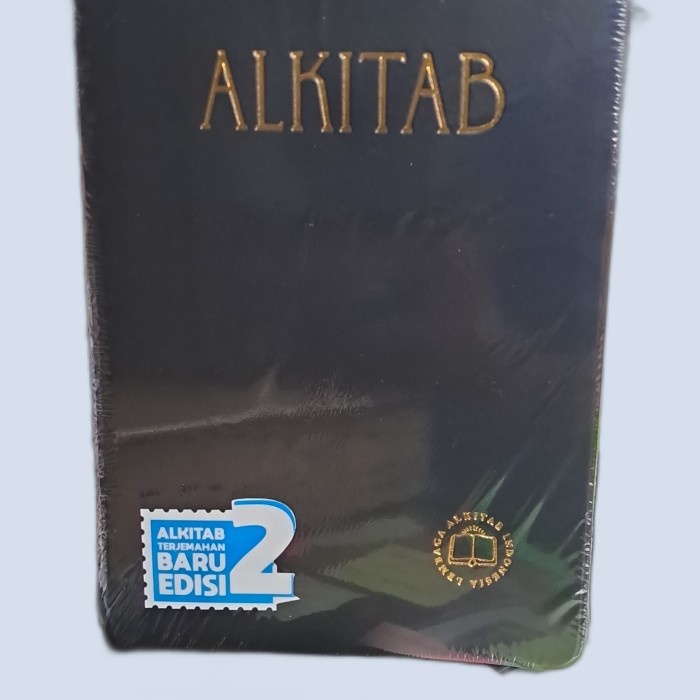 ALKITAB
ALKITAB
TERJEMAHAN
BARU
EDISI 2
LEMBAGA ALKITAB INDONESIA